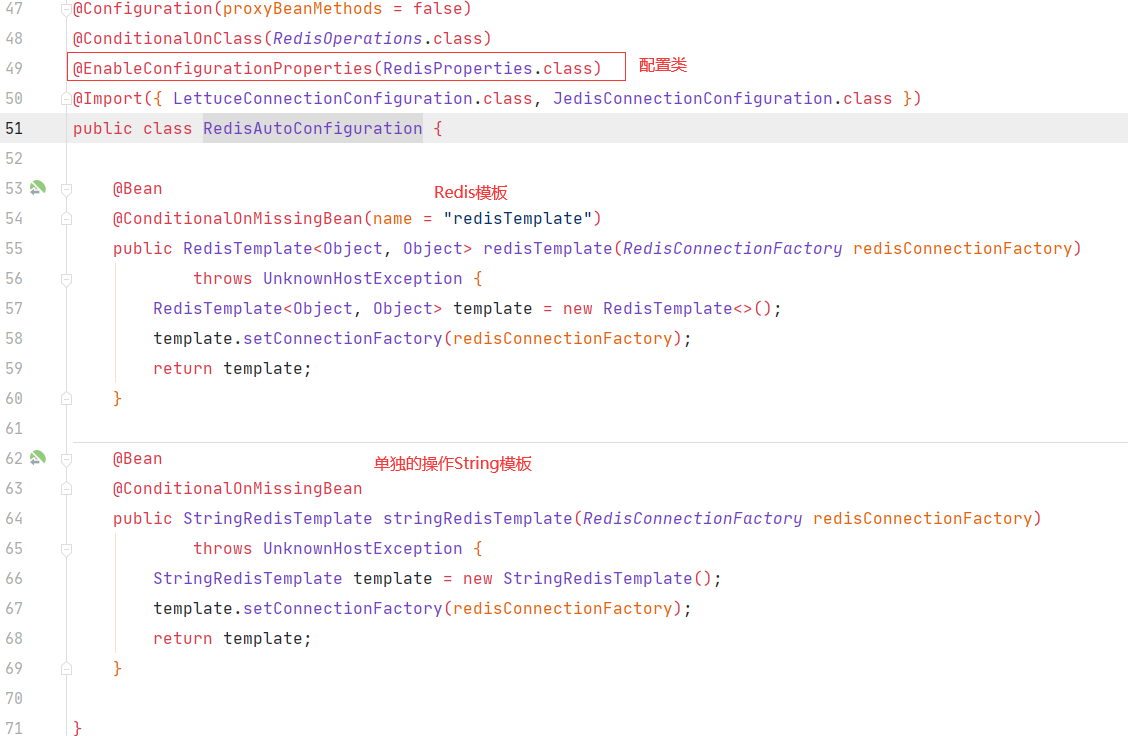 47 @Configuration(proxyBeanMethods = false)
48 @ConditionalOnClass(RedisOperations.class)
49 @EnableConfigurationProperties(RedisProperties.class) 配置类
50 @Import({ LettuceConnectionConfiguration.class, JedisConnectionConfiguration.class })
51 public class RedisAutoConfiguration {
52
53 @Bean Redis模板
54 @ConditionalOnMissingBean(name = "redisTemplate")
55 public RedisTemplate<Object, Object> redisTemplate(RedisConnectionFactory redisConnectionFactory)
56 throws UnknownHostException {
57 RedisTemplate<Object, Object> template = new RedisTemplate<>();
58 template.setConnectionFactory(redisConnectionFactory);
59 return template;
60 }
61
62 @Bean 单独的操作String模板
63 @ConditionalOnMissingBean
64 public StringRedisTemplate stringRedisTemplate(RedisConnectionFactory redisConnectionFactory)
65 throws UnknownHostException {
66 StringRedisTemplate template = new StringRedisTemplate();
67 template.setConnectionFactory(redisConnectionFactory);
68 return template;
69 }
70
71 }